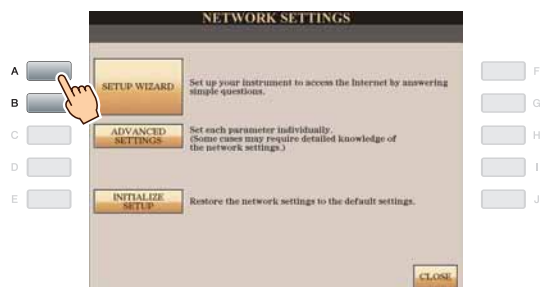 NETWORK SETTINGS
A
B
C
D
E
SETUP WIZARD
Set up your instrument to access the Internet by answering
simple questions.
ADVANCED
SETTINGS
Set each parameter individually.
(Some cases may require detailed knowledge of
the network settings.)
INITIALIZE
SETUP
Restore the network settings to the default settings.
CLOSE
F
G
H
I
J